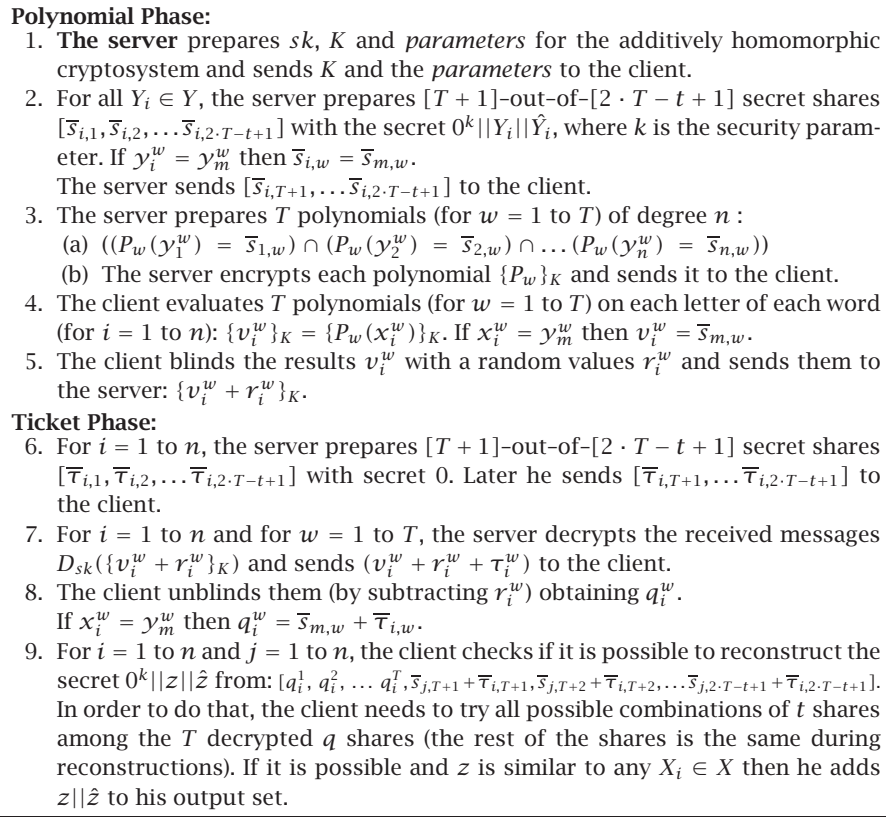 Polynomial Phase:
1. The server prepares sk, K and parameters for the additively homomorphic
cryptosystem and sends K and the parameters to the client.
2. For all Y_i ∈ Y, the server prepares [T + 1]-out-of-[2 · T − t + 1] secret shares
[s̅_{i,1}, s̅_{i,2}, … s̅_{i,2·T−t+1}] with the secret 0^k||Y_i||Ŷ_i, where k is the security param-
eter. If y_i^w = y_m^w then s̅_{i,w} = s̅_{m,w}.
The server sends [s̅_{i,T+1}, … s̅_{i,2·T−t+1}] to the client.
3. The server prepares T polynomials (for w = 1 to T) of degree n :
(a) ((P_w(y_1^w) = s̅_{1,w}) ∩ (P_w(y_2^w) = s̅_{2,w}) ∩ … (P_w(y_n^w) = s̅_{n,w}))
(b) The server encrypts each polynomial {P_w}_K and sends it to the client.
4. The client evaluates T polynomials (for w = 1 to T) on each letter of each word
(for i = 1 to n): {v_i^w}_K = {P_w(x_i^w)}_K. If x_i^w = y_m^w then v_i^w = s̅_{m,w}.
5. The client blinds the results v_i^w with a random values r_i^w and sends them to
the server: {v_i^w + r_i^w}_K.
Ticket Phase:
6. For i = 1 to n, the server prepares [T + 1]-out-of-[2 · T − t + 1] secret shares
[τ̅_{i,1}, τ̅_{i,2}, … τ̅_{i,2·T−t+1}] with secret 0. Later he sends [τ̅_{i,T+1}, … τ̅_{i,2·T−t+1}] to
the client.
7. For i = 1 to n and for w = 1 to T, the server decrypts the received messages
D_{sk}({v_i^w + r_i^w}_K) and sends (v_i^w + r_i^w + τ_i^w) to the client.
8. The client unblinds them (by subtracting r_i^w) obtaining q_i^w.
If x_i^w = y_m^w then q_i^w = s̅_{m,w} + τ̅_{i,w}.
9. For i = 1 to n and j = 1 to n, the client checks if it is possible to reconstruct the
secret 0^k||z||ẑ from: [q_i^1, q_i^2, … q_i^T, s̅_{j,T+1} + τ̅_{i,T+1}, s̅_{j,T+2} + τ̅_{i,T+2}, … s̅_{j,2·T−t+1} + τ̅_{i,2·T−t+1}].
In order to do that, the client needs to try all possible combinations of t shares
among the T decrypted q shares (the rest of the shares is the same during
reconstructions). If it is possible and z is similar to any X_i ∈ X then he adds
z||ẑ to his output set.